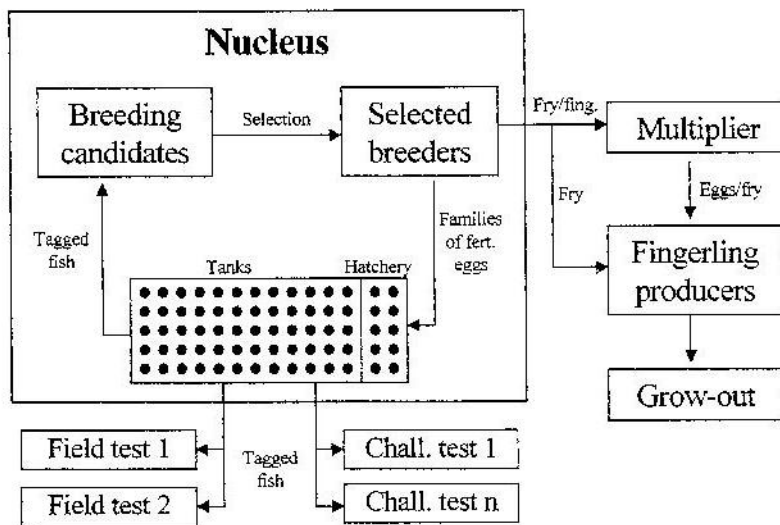 Nucleus
Breeding
candidates
Selection
Selected
breeders
Fry/fing.
Multiplier
Tagged
fish
Families
of fert.
eggs
Fry
Eggs/fry
Tanks
Hatchery
Fingerling
producers
Grow-out
Field test 1
Tagged
fish
Chall. test 1
Field test 2
Chall. test n